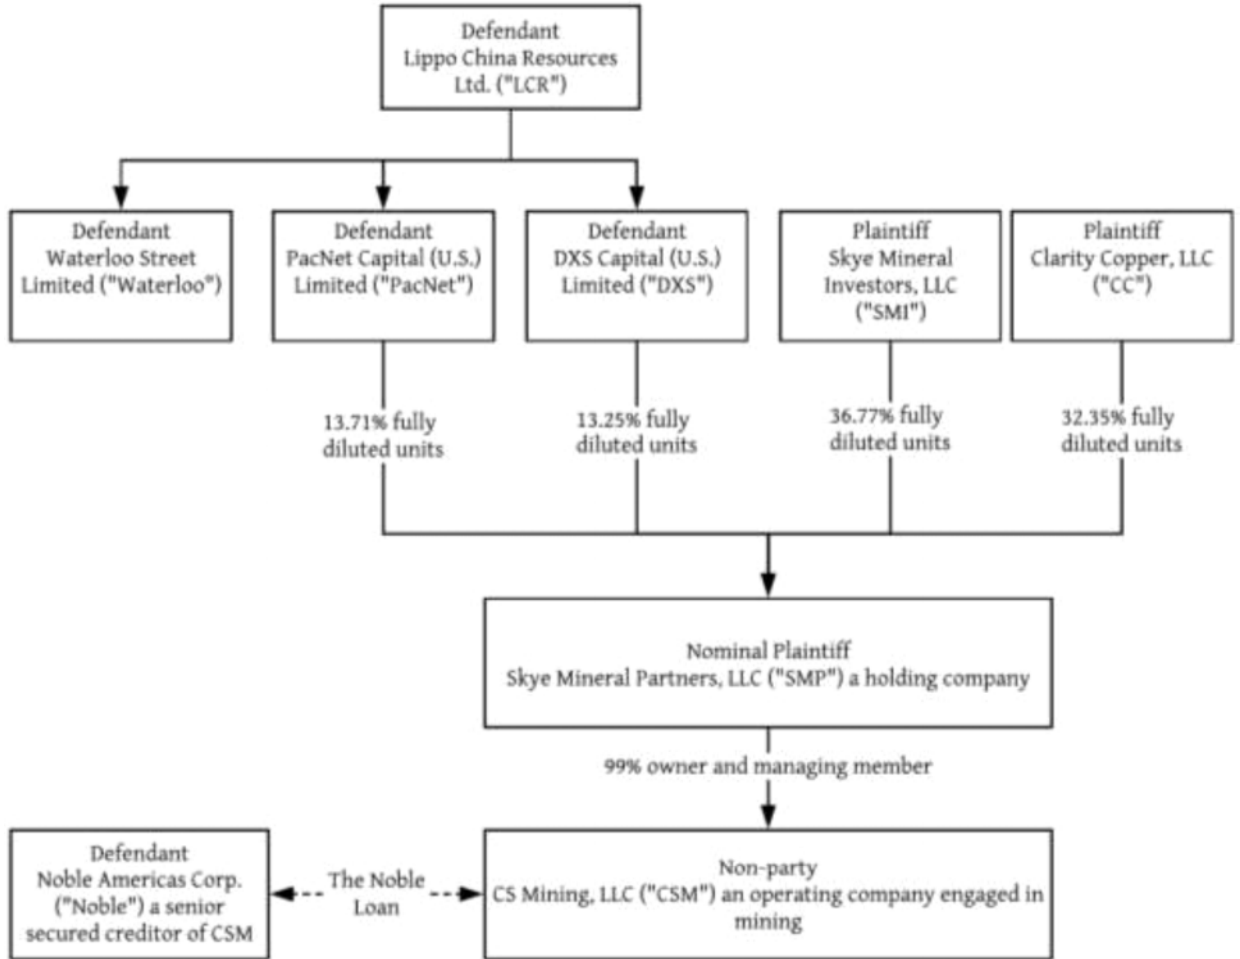 Defendant
Lippo China Resources
Ltd. ("LCR")
Defendant
Waterloo Street
Limited ("Waterloo")
Defendant
PacNet Capital (U.S.)
Limited ("PacNet")
Defendant
DXS Capital (U.S.)
Limited ("DXS")
Plaintiff
Skye Mineral
Investors, LLC
("SMI")
Plaintiff
Clarity Copper, LLC
("CC")
13.71% fully
diluted units
13.25% fully
diluted units
36.77% fully
diluted units
32.35% fully
diluted units
Nominal Plaintiff
Skye Mineral Partners, LLC ("SMP") a holding company
99% owner and managing member
Defendant
Noble Americas Corp.
("Noble") a senior
secured creditor of CSM
The Noble
Loan
Non-party
CS Mining, LLC ("CSM") an operating company engaged in
mining